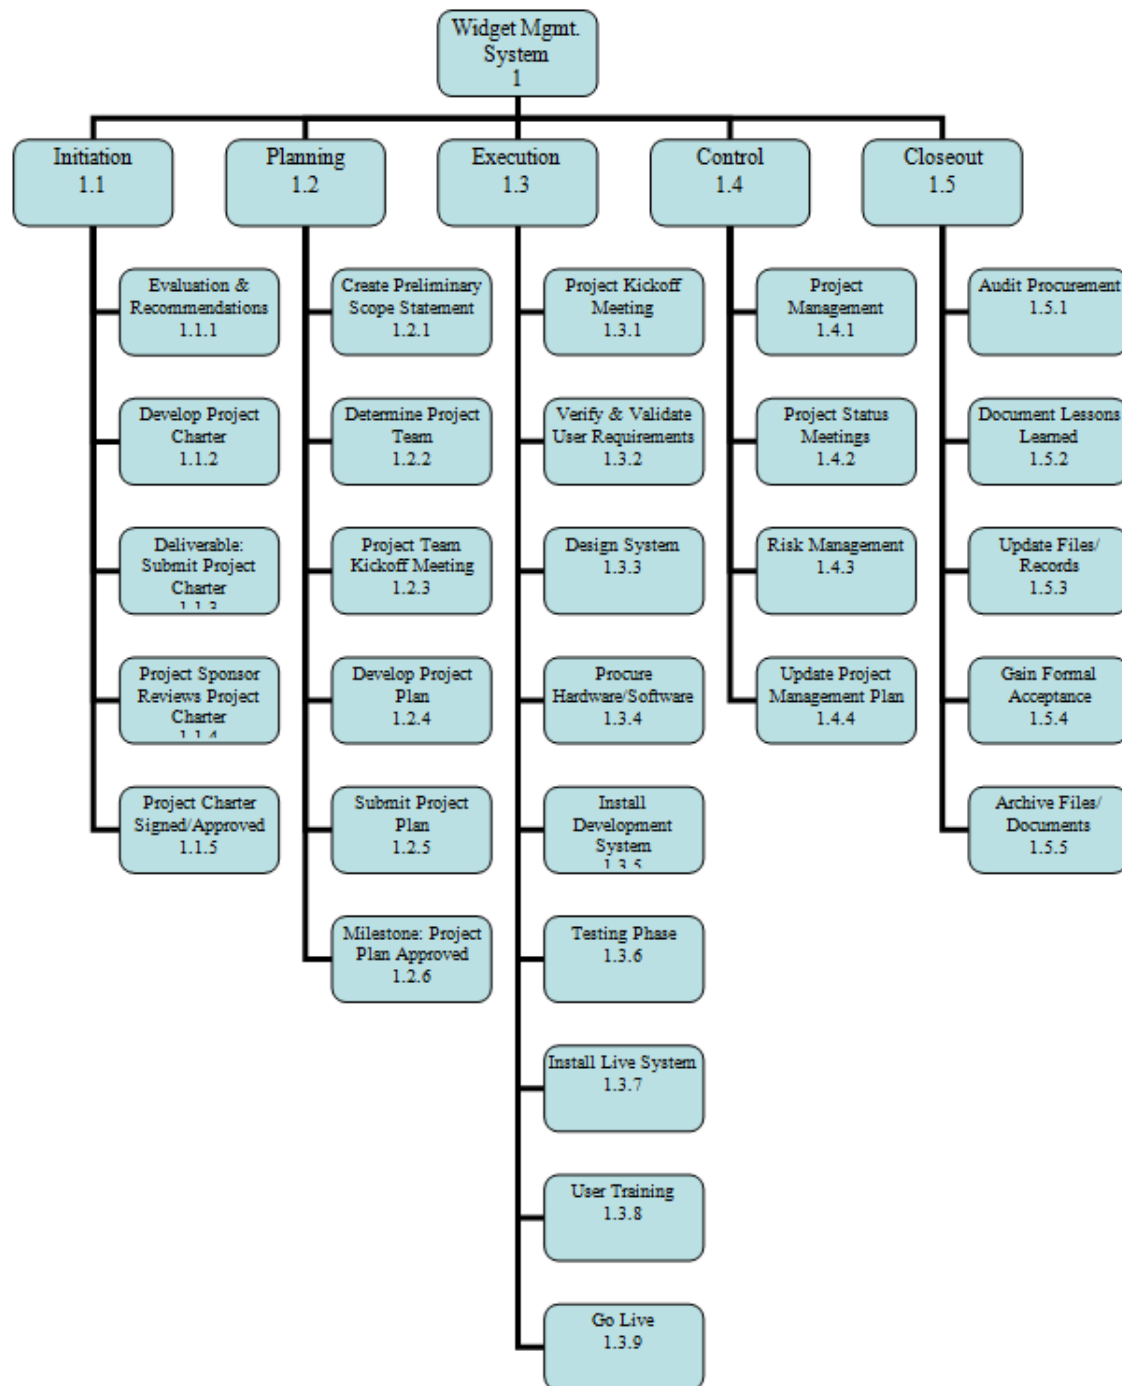 Widget Mgmt.
System
1
Initiation
1.1
Planning
1.2
Execution
1.3
Control
1.4
Closeout
1.5
Evaluation &
Recommendations
1.1.1
Develop Project
Charter
1.1.2
Deliverable:
Submit Project
Charter
1.1.3
Project Sponsor
Reviews Project
Charter
1.1.4
Project Charter
Signed/Approved
1.1.5
Create Preliminary
Scope Statement
1.2.1
Determine Project
Team
1.2.2
Project Team
Kickoff Meeting
1.2.3
Develop Project
Plan
1.2.4
Submit Project
Plan
1.2.5
Milestone: Project
Plan Approved
1.2.6
Project Kickoff
Meeting
1.3.1
Verify & Validate
User Requirements
1.3.2
Design System
1.3.3
Procure
Hardware/Software
1.3.4
Install
Development
System
1.3.5
Testing Phase
1.3.6
Install Live System
1.3.7
User Training
1.3.8
Go Live
1.3.9
Project
Management
1.4.1
Project Status
Meetings
1.4.2
Risk Management
1.4.3
Update Project
Management Plan
1.4.4
Audit Procurement
1.5.1
Document Lessons
Learned
1.5.2
Update Files/
Records
1.5.3
Gain Formal
Acceptance
1.5.4
Archive Files/
Documents
1.5.5